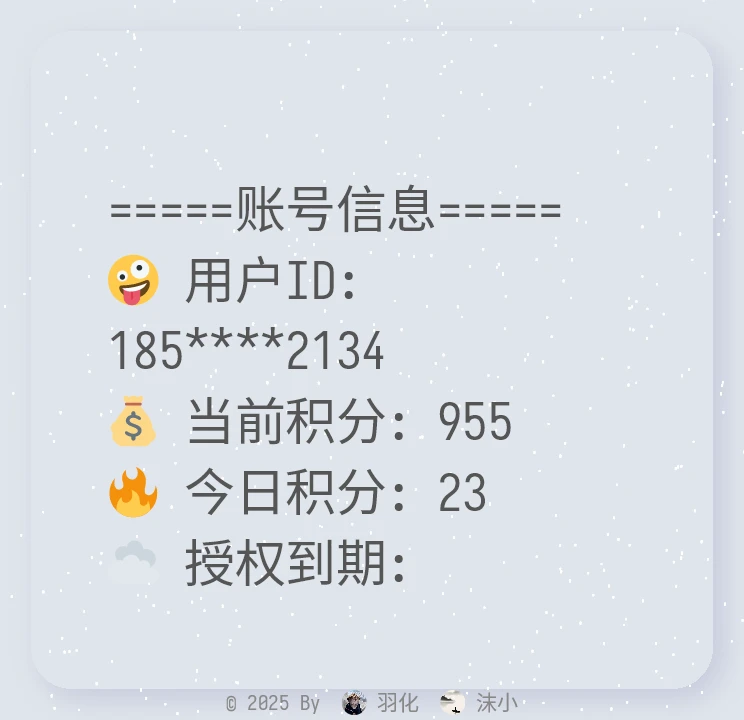 =====账号信息=====
🤪 用户ID:
185****2134
💰 当前积分: 955
🔥 今日积分: 23
☁️ 授权到期:
© 2025 By 羽化 沫小